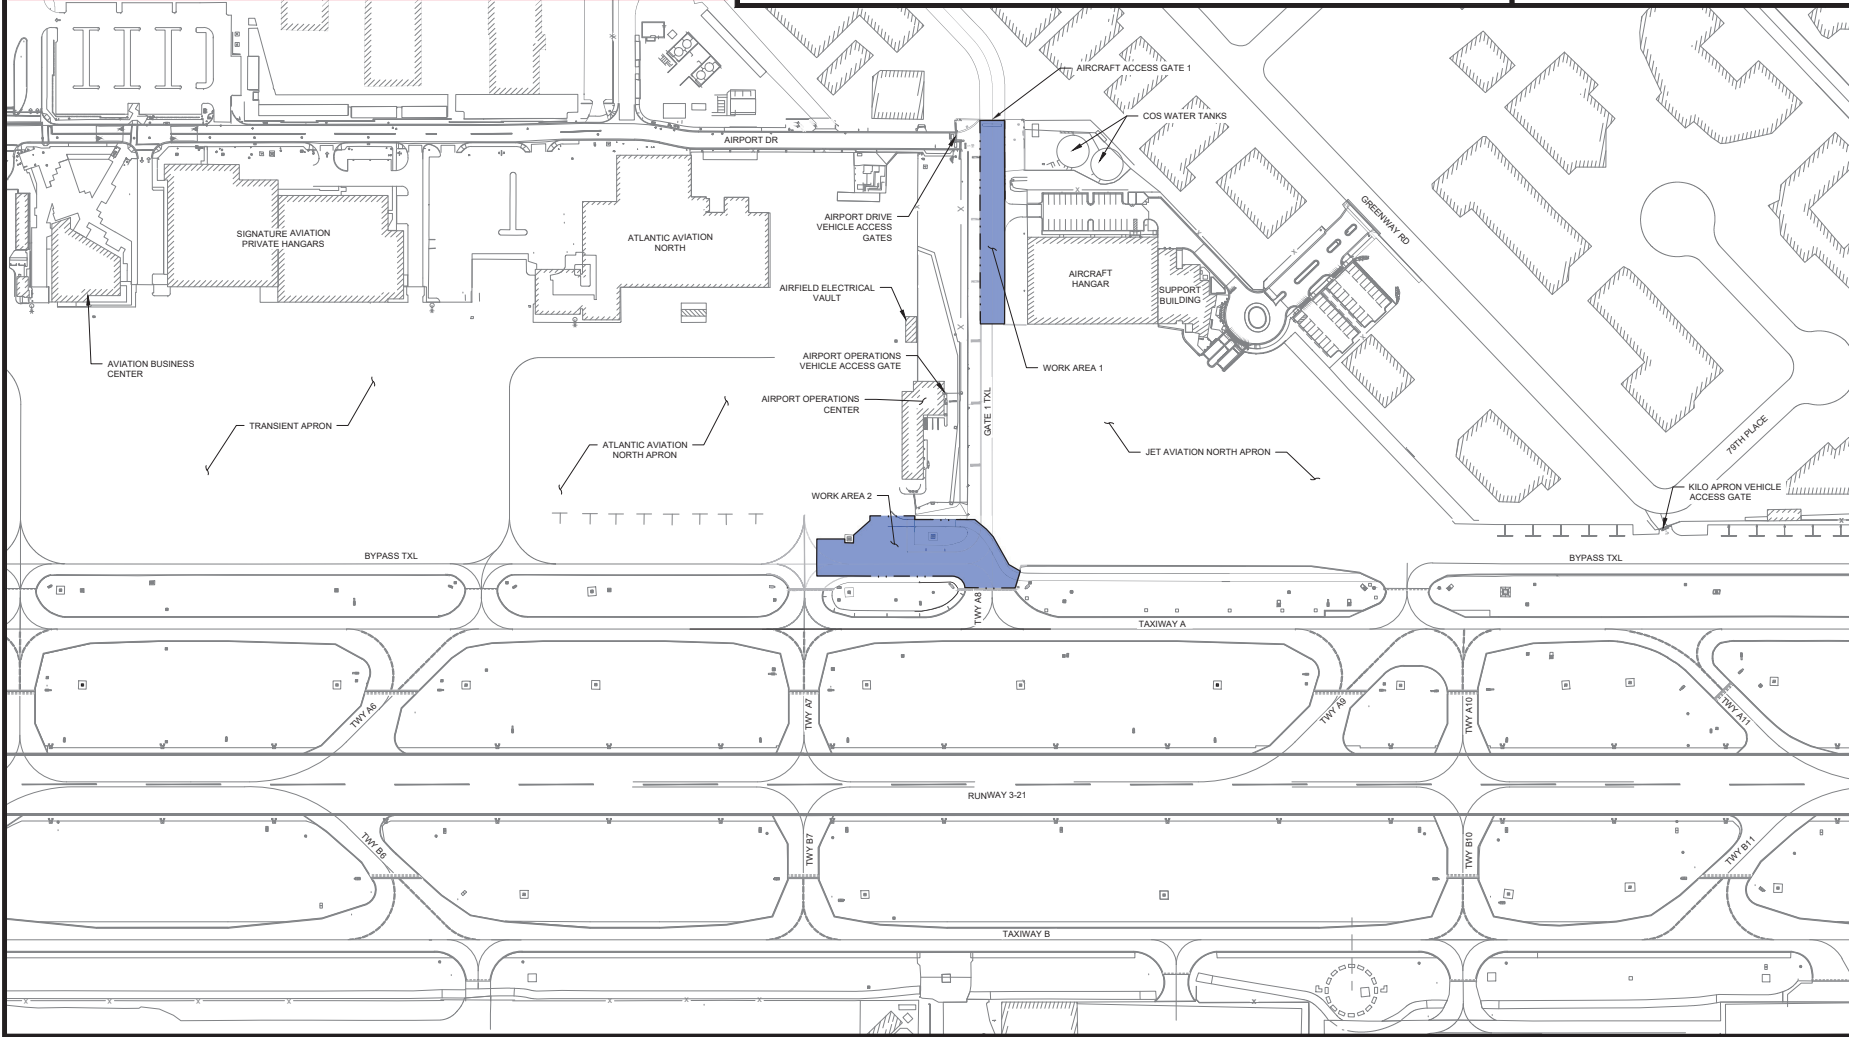 AIRCRAFT ACCESS GATE 1
COS WATER TANKS
AIRPORT DR
AIRPORT DRIVE
VEHICLE ACCESS
GATES
GREENWAY RD
SIGNATURE AVIATION
PRIVATE HANGARS
ATLANTIC AVIATION
NORTH
AIRCRAFT
HANGAR
SUPPORT
BUILDING
AIRFIELD ELECTRICAL
VAULT
AVIATION BUSINESS
CENTER
AIRPORT OPERATIONS
VEHICLE ACCESS GATE
WORK AREA 1
AIRPORT OPERATIONS
CENTER
GATE 1 TXL
TRANSIENT APRON
ATLANTIC AVIATION
NORTH APRON
JET AVIATION NORTH APRON
79TH PLACE
WORK AREA 2
KILO APRON VEHICLE
ACCESS GATE
BYPASS TXL
BYPASS TXL
TWY A8
TAXIWAY A
TWY A6
TWY A7
TWY A9
TWY A10
TWY A11
RUNWAY 3-21
TWY B6
TWY B7
TWY B10
TWY B11
TAXIWAY B